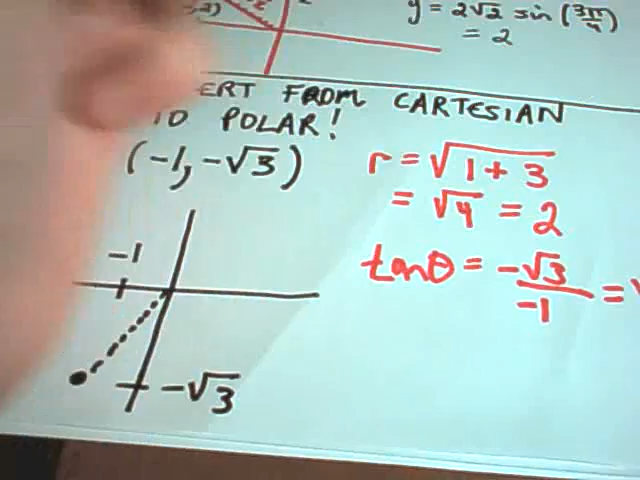 -2)
y = 2√2 sin (3π/4)
= 2
ERT FROM CARTESIAN
TO POLAR!
(-1, -√3)
r = √1 + 3
= √4 = 2
tanθ = -√3/-1 =
-1
-√3